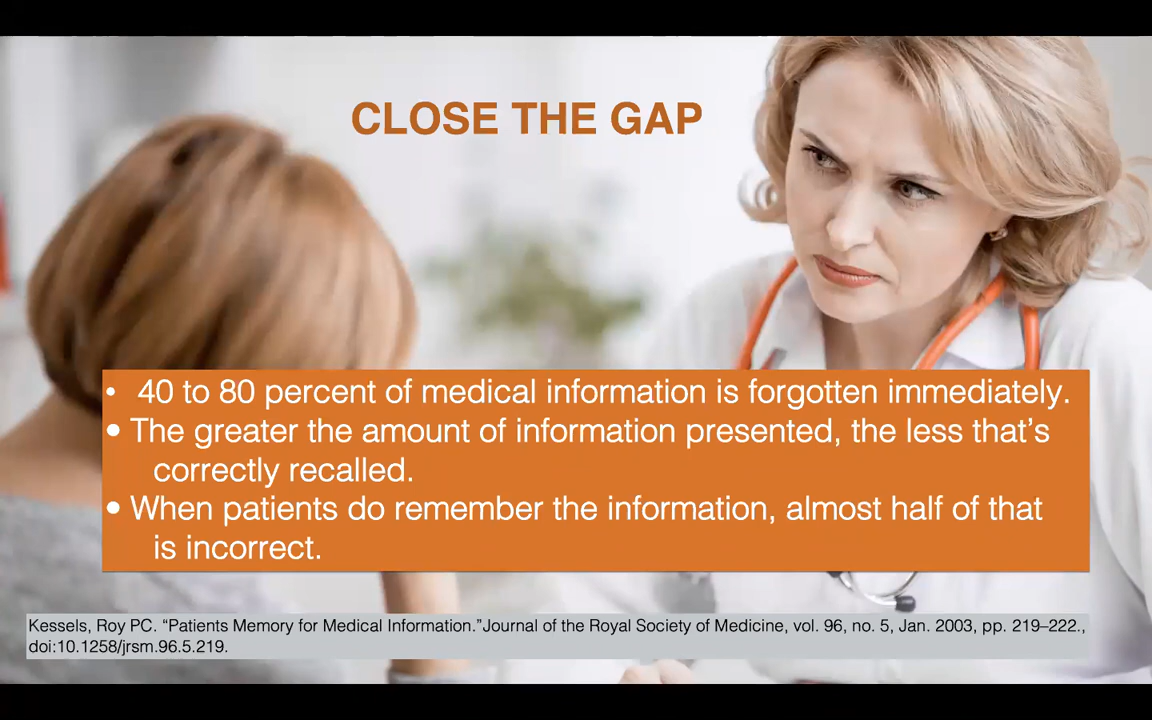 CLOSE THE GAP
• 40 to 80 percent of medical information is forgotten immediately.
• The greater the amount of information presented, the less that's
correctly recalled.
• When patients do remember the information, almost half of that
is incorrect.
Kessels, Roy PC. “Patients Memory for Medical Information.”Journal of the Royal Society of Medicine, vol. 96, no. 5, Jan. 2003, pp. 219–222.,
doi:10.1258/jrsm.96.5.219.